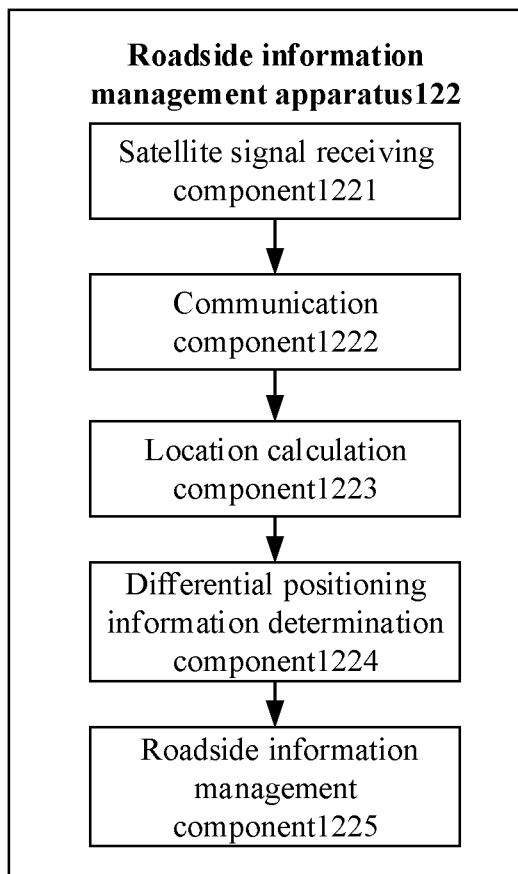 Roadside information
management apparatus122
Satellite signal receiving
component1221
Communication
component1222
Location calculation
component1223
Differential positioning
information determination
component1224
Roadside information
management
component1225